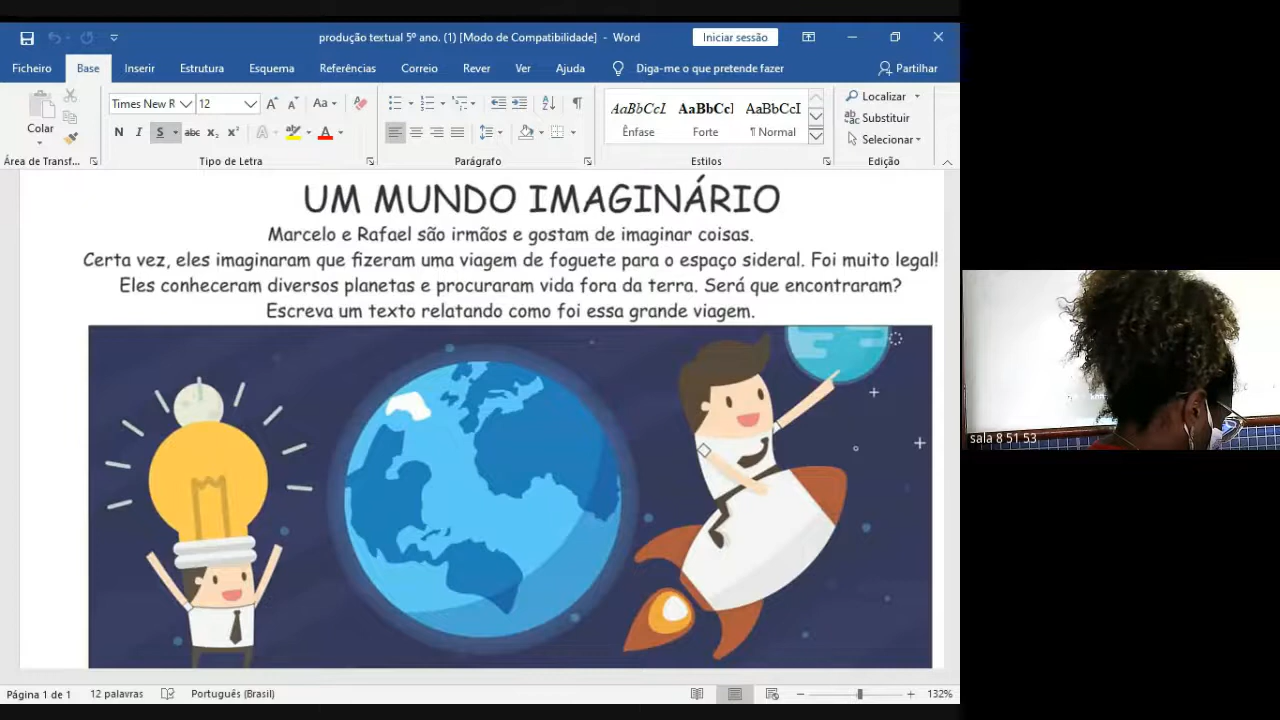 produção textual 5º ano. (1) [Modo de Compatibilidade] - Word
Iniciar sessão
Ficheiro Base Inserir Estrutura Esquema Referências Correio Rever Ver Ajuda Diga-me o que pretende fazer Partilhar
Colar
Times New R 12 Aa
N I S abc x₂ x² A A
AaBbCcL AaBbCcI AaBbCcI
Ênfase Forte ¶ Normal
Localizar
Substituir
Selecionar
Área de Transf... Tipo de Letra Parágrafo Estilos Edição
UM MUNDO IMAGINÁRIO
Marcelo e Rafael são irmãos e gostam de imaginar coisas.
Certa vez, eles imaginaram que fizeram uma viagem de foguete para o espaço sideral. Foi muito legal!
Eles conheceram diversos planetas e procuraram vida fora da terra. Será que encontraram?
Escreva um texto relatando como foi essa grande viagem.
sala 8 51 53
Página 1 de 1 12 palavras Português (Brasil) 132%